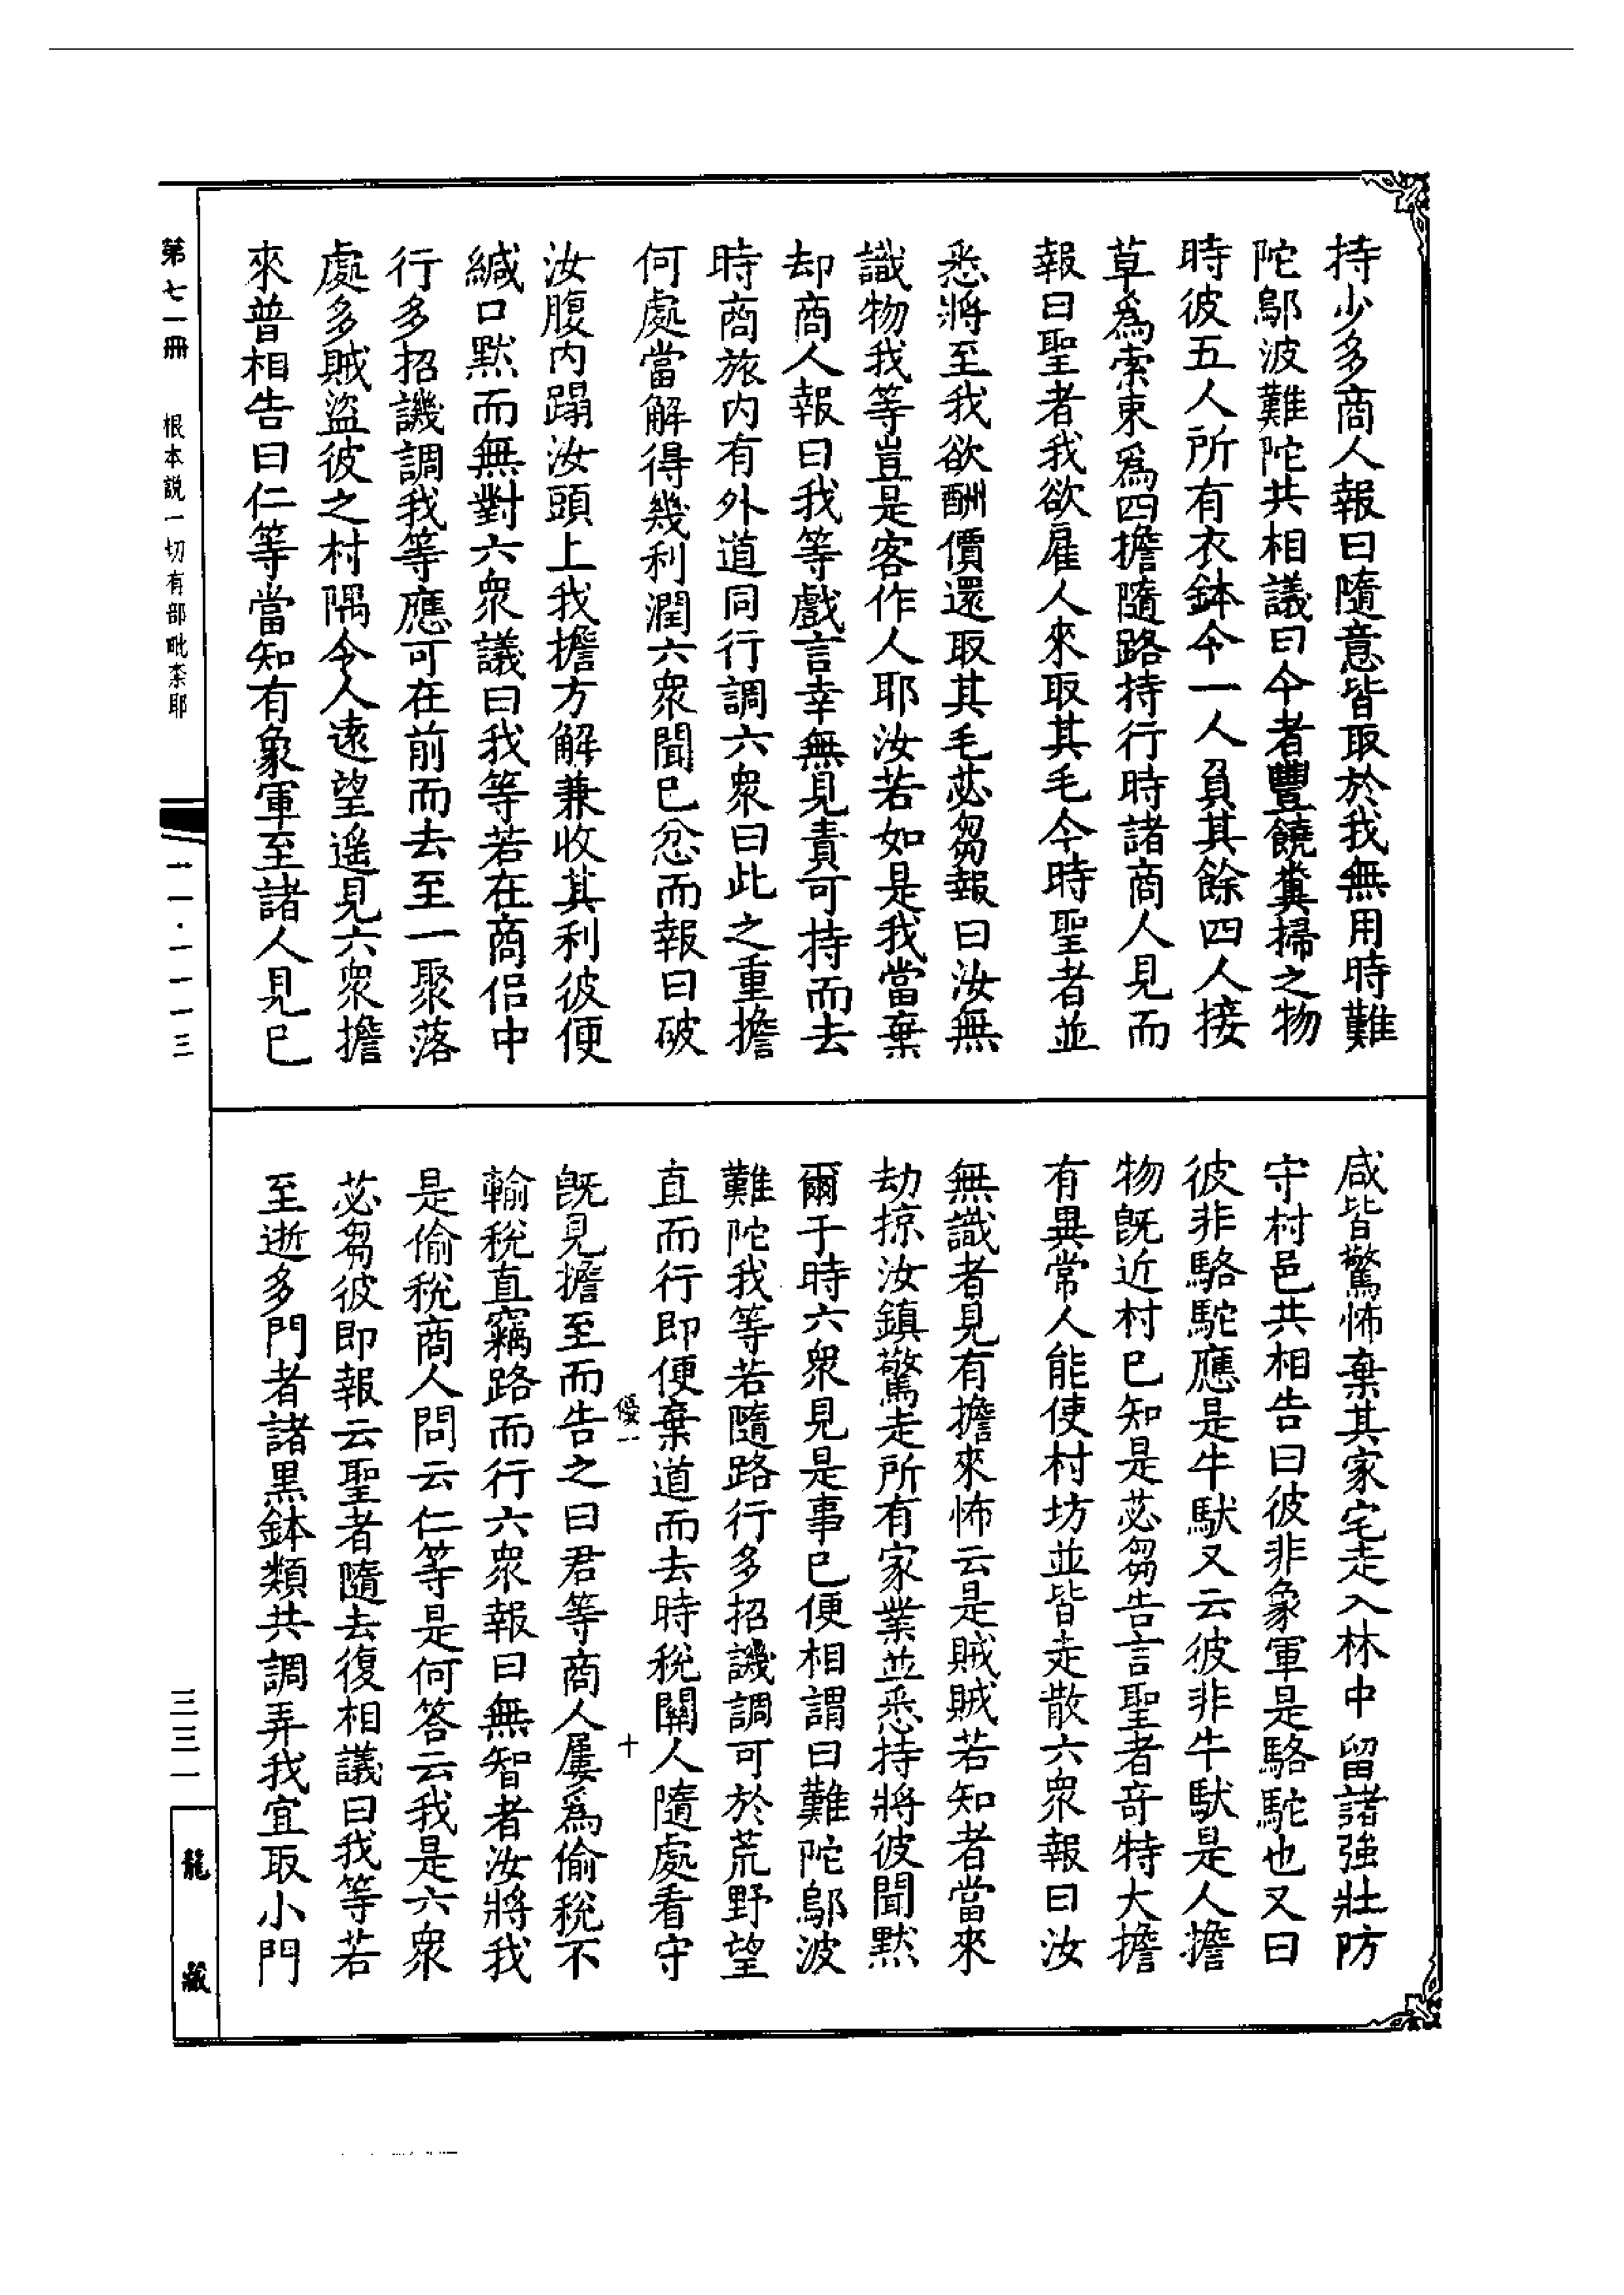 持少多商人報曰隨意皆取於我無用時難
陀鄔波難陀共相議曰今者豐饒糞掃之物
時彼五人所有衣鉢令一人負其餘四人接
草爲索束爲四擔隨路持行時諸商人見而
報曰聖者我欲雇人來取其毛今時聖者並
悉將至我欲酬價還取其毛苾芻報曰汝無
識物我等豈是客作人耶汝若如是我當棄
却商人報曰我等戲言幸無見責可持而去
時商旅內有外道同行調六衆曰此之重擔
何處當解得幾利潤六衆聞已忿而報曰破
汝腹內蹋汝頭上我擔方解兼收其利彼便
緘口默而無對六衆議曰我等若在商侶中
行多招譏調我等應可在前而去至一聚落
處多賊盜彼之村隅令人遠望遥見六衆擔
來普相告曰仁等當知有象軍至諸人見已
咸皆驚怖棄其家宅走入林中留諸強壯防
守村邑共相告曰彼非象軍是駱駝也又曰
彼非駱駝應是牛馱又云彼非牛馱是人擔
物旣近村已知是苾芻告言聖者奇特大擔
有異常人能使村坊並皆走散六衆報曰汝
無識者見有擔來怖云是賊賊若知者當來
劫掠汝鎮驚走所有家業並悉持將彼聞默
爾于時六衆見是事已便相謂曰難陀鄔波
難陀我等若隨路行多招譏調可於荒野望
直而行即便棄道而去時稅關人隨處看守
旣見擔至而告之曰君等商人屢爲偷稅不
輸稅直竊路而行六衆報曰無智者汝將我
是偷稅商人問云仁等是何答云我是六衆
苾芻彼即報云聖者隨去復相議曰我等若
至逝多門者諸黑鉢類共調弄我宜取小門
優一
十
第七一冊
根本説一切有部毗柰耶
一一·一一一三
三三一
龍藏